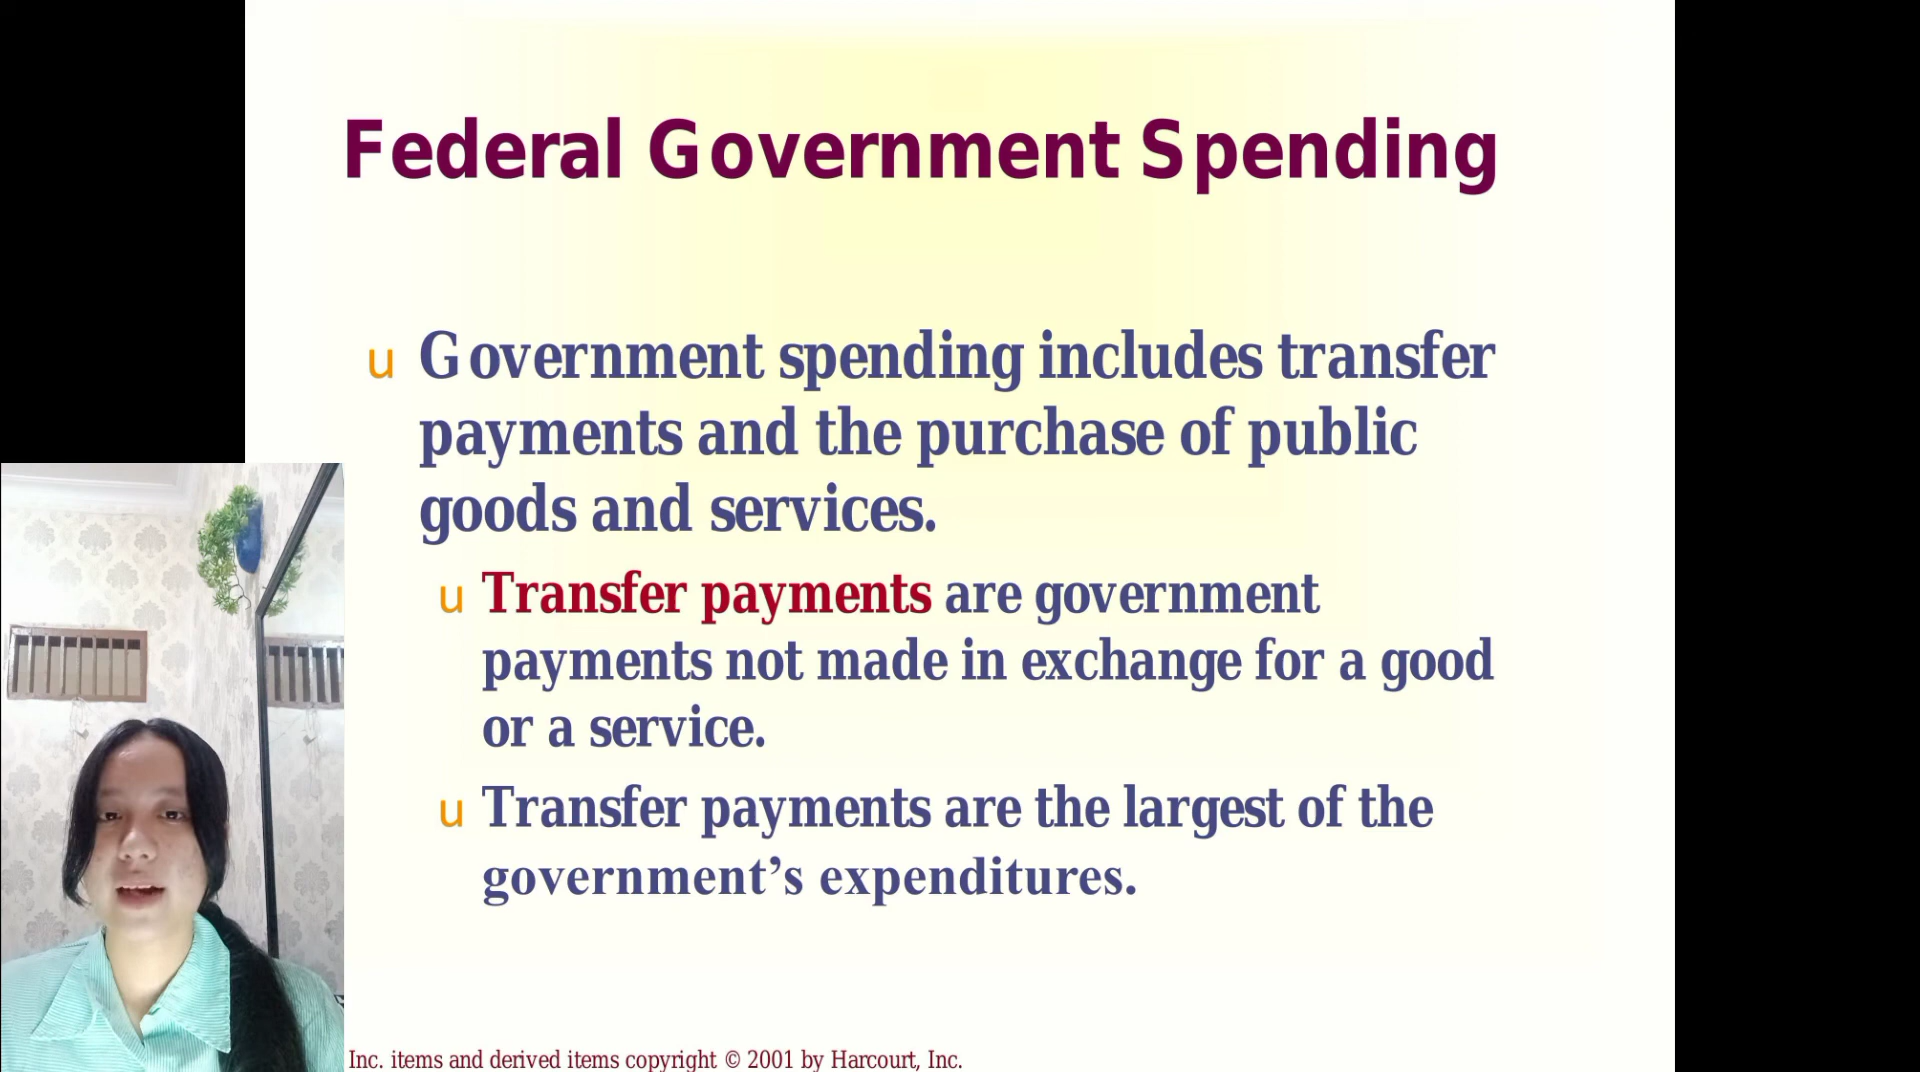 Federal Government Spending
u Government spending includes transfer
payments and the purchase of public
goods and services.
u Transfer payments are government
payments not made in exchange for a good
or a service.
u Transfer payments are the largest of the
government’s expenditures.
Inc. items and derived items copyright © 2001 by Harcourt, Inc.